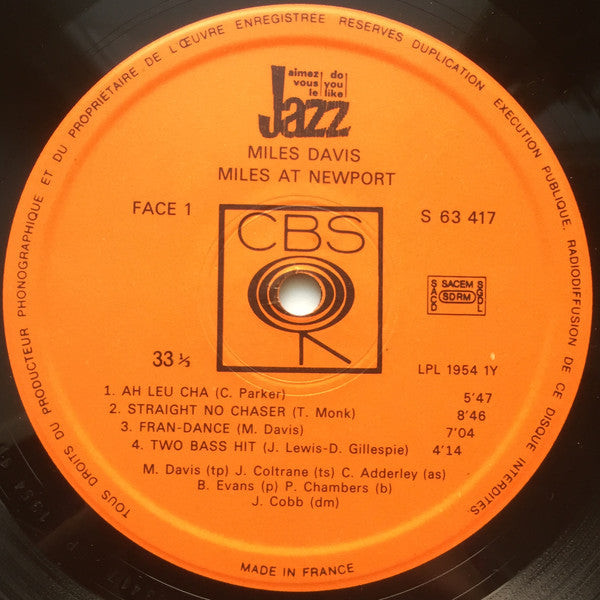 TOUS DROITS DU PRODUCTEUR PHONOGRAPHIQUE ET DU PROPRIÉTAIRE DE L'ŒUVRE ENREGISTREE RESERVES DUPLICATION EXECUTION PUBLIQUE, RADIODIFFUSION DE CE DISQUE INTERDITES
aimez do
vous you
le like
Jazz
MILES DAVIS
MILES AT NEWPORT
FACE 1
S 63 417
CBS
SACD SACEM SDRM SGDL
33 ⅓
LPL 1954 1Y
1. AH LEU CHA (C. Parker) 5'47
2. STRAIGHT NO CHASER (T. Monk) 8'46
3. FRAN-DANCE (M. Davis) 7'04
4. TWO BASS HIT (J. Lewis-D. Gillespie) 4'14
M. Davis (tp) J. Coltrane (ts) C. Adderley (as)
B. Evans (p) P. Chambers (b)
J. Cobb (dm)
MADE IN FRANCE